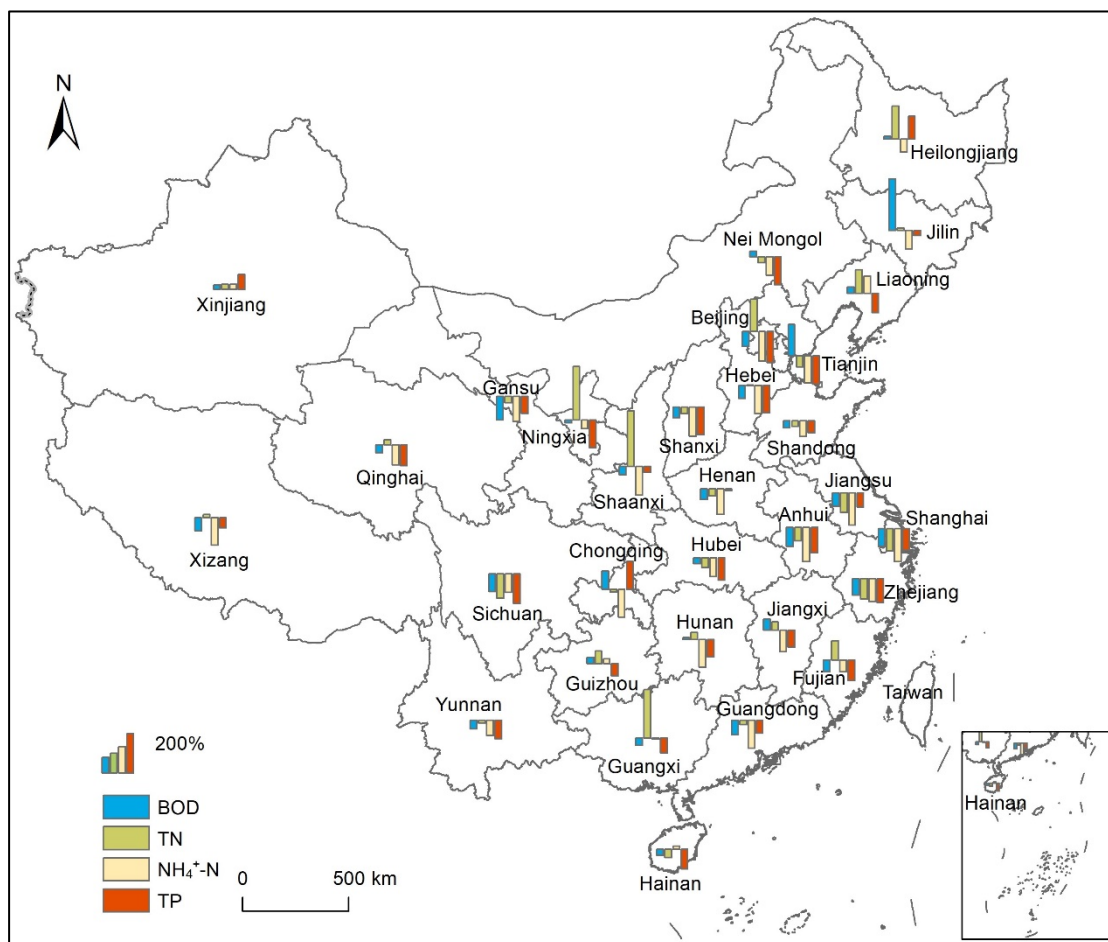 N
Heilongjiang
Jilin
Nei Mongol
Liaoning
Xinjiang
Beijing
Tianjin
Hebei
Gansu
Ningxia
Shanxi
Shandong
Qinghai
Shaanxi
Henan
Jiangsu
Anhui
Shanghai
Xizang
Chongqing
Hubei
Sichuan
Zhejiang
Jiangxi
Hunan
Guizhou
Fujian
Taiwan
Yunnan
Guangdong
Guangxi
200%
BOD
TN
NH₄⁺-N
TP
0 500 km
Hainan
Hainan